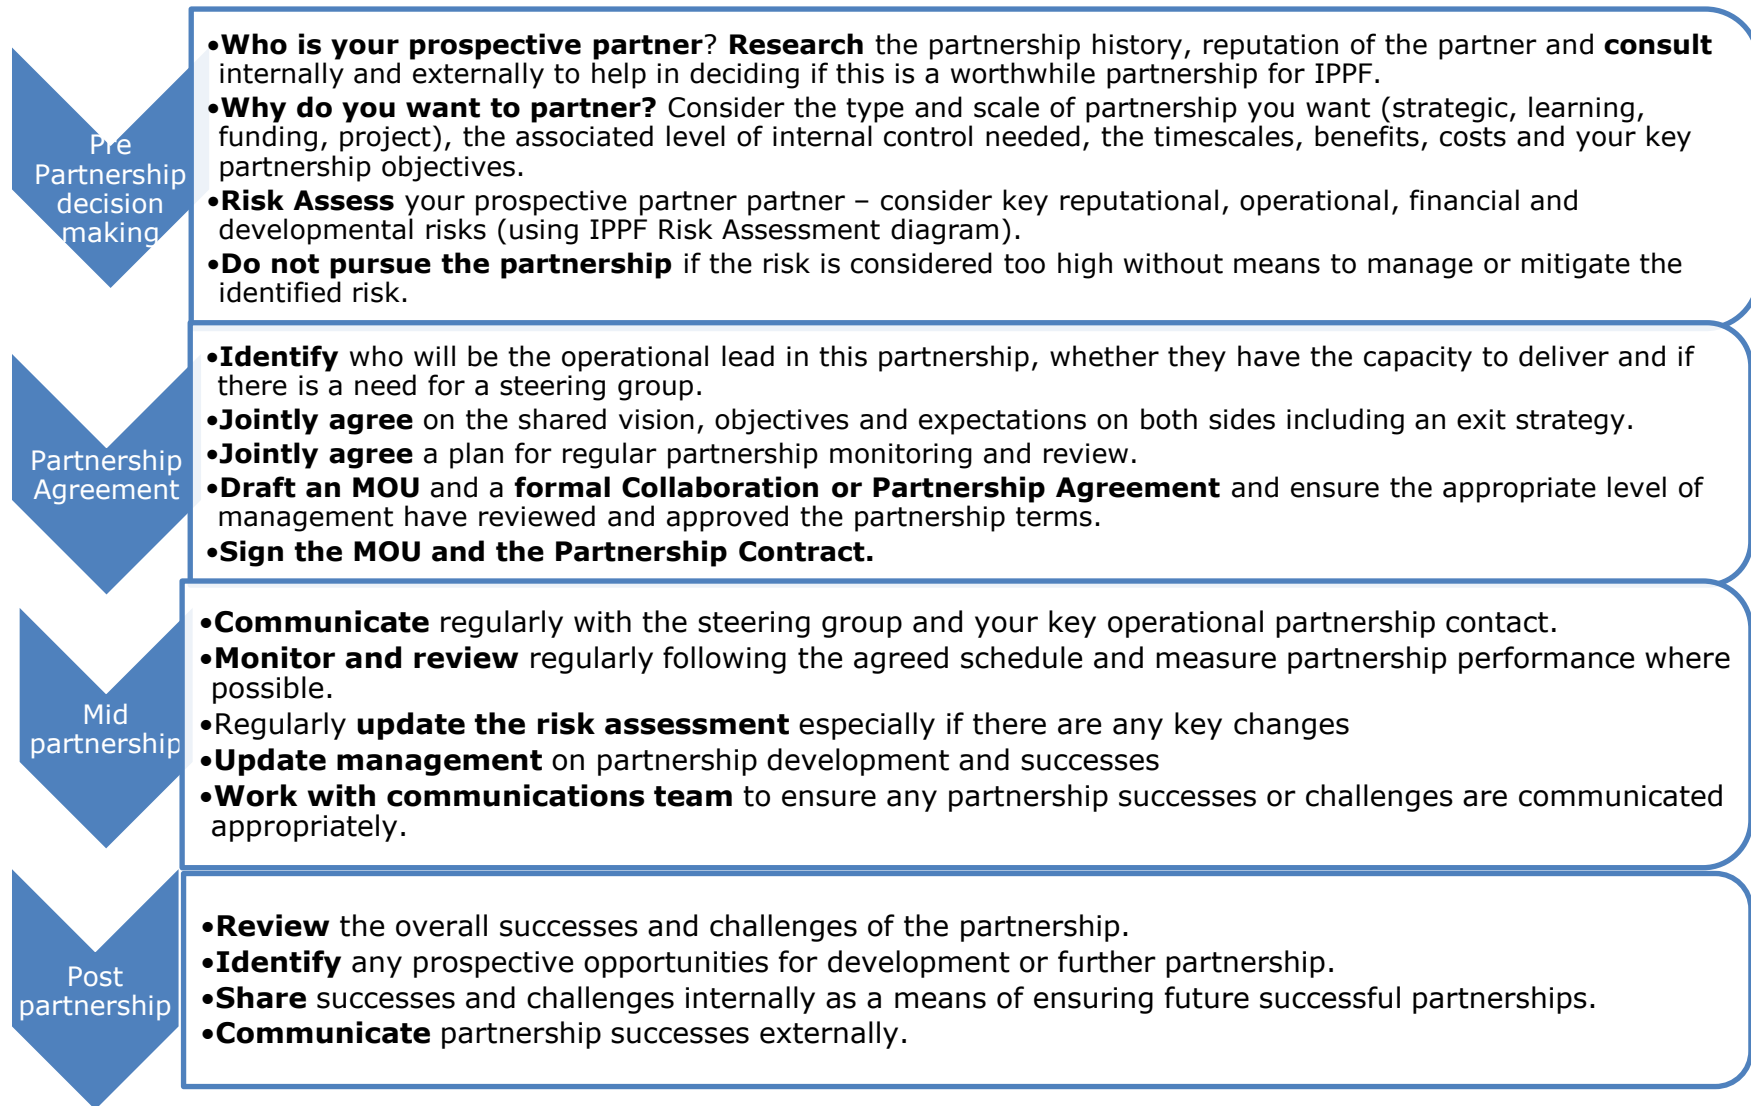 Pre
Partnership
decision
making
•Who is your prospective partner? Research the partnership history, reputation of the partner and consult
internally and externally to help in deciding if this is a worthwhile partnership for IPPF.
•Why do you want to partner? Consider the type and scale of partnership you want (strategic, learning,
funding, project), the associated level of internal control needed, the timescales, benefits, costs and your key
partnership objectives.
•Risk Assess your prospective partner partner – consider key reputational, operational, financial and
developmental risks (using IPPF Risk Assessment diagram).
•Do not pursue the partnership if the risk is considered too high without means to manage or mitigate the
identified risk.
Partnership
Agreement
•Identify who will be the operational lead in this partnership, whether they have the capacity to deliver and if
there is a need for a steering group.
•Jointly agree on the shared vision, objectives and expectations on both sides including an exit strategy.
•Jointly agree a plan for regular partnership monitoring and review.
•Draft an MOU and a formal Collaboration or Partnership Agreement and ensure the appropriate level of
management have reviewed and approved the partnership terms.
•Sign the MOU and the Partnership Contract.
Mid
partnership
•Communicate regularly with the steering group and your key operational partnership contact.
•Monitor and review regularly following the agreed schedule and measure partnership performance where
possible.
•Regularly update the risk assessment especially if there are any key changes
•Update management on partnership development and successes
•Work with communications team to ensure any partnership successes or challenges are communicated
appropriately.
Post
partnership
•Review the overall successes and challenges of the partnership.
•Identify any prospective opportunities for development or further partnership.
•Share successes and challenges internally as a means of ensuring future successful partnerships.
•Communicate partnership successes externally.